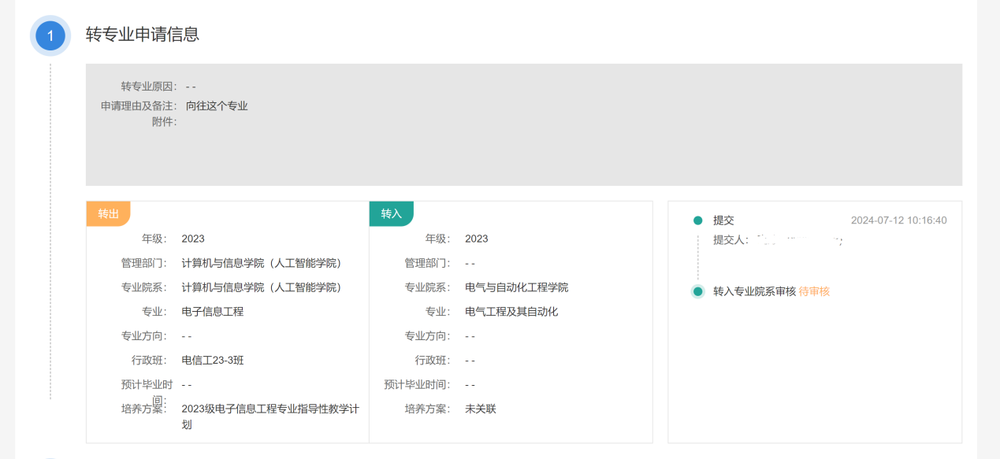 1
转专业申请信息
转专业原因： - -
申请理由及备注： 向往这个专业
附件：
转出
年级： 2023
管理部门： 计算机与信息学院（人工智能学院）
专业院系： 计算机与信息学院（人工智能学院）
专业： 电子信息工程
专业方向： - -
行政班： 电信工23-3班
预计毕业时 - -
间：
培养方案： 2023级电子信息工程专业指导性教学计
划
转入
年级： 2023
管理部门： - -
专业院系： 电气与自动化工程学院
专业： 电气工程及其自动化
专业方向： - -
行政班： - -
预计毕业时间： - -
培养方案： 未关联
提交 2024-07-12 10:16:40
提交人：
转入专业院系审核 待审核